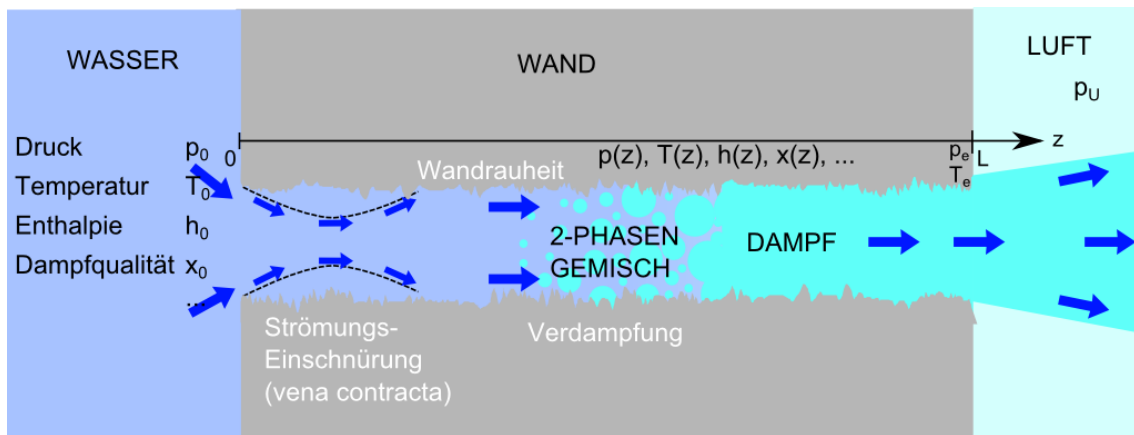 WASSER
WAND
LUFT
p_U
Druck p_0
0
p(z), T(z), h(z), x(z), ...
p_e
T_e
L
z
Temperatur T_0
Wandrauheit
Enthalpie h_0
Dampfqualität x_0
...
2-PHASEN
GEMISCH
DAMPF
Strömungs-
Einschnürung
(vena contracta)
Verdampfung